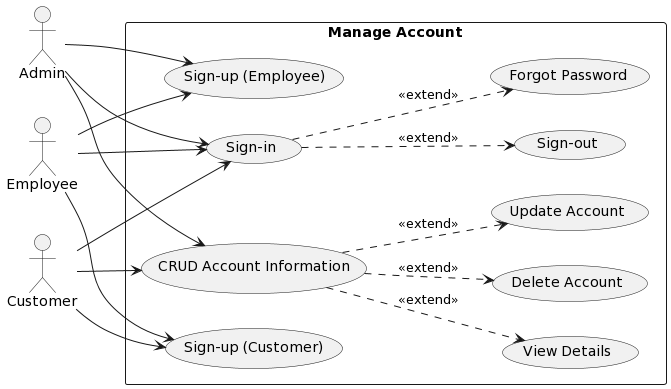 Manage Account
Admin
Employee
Customer
Sign-up (Employee)
Sign-in
CRUD Account Information
Sign-up (Customer)
«extend»
«extend»
«extend»
«extend»
«extend»
Forgot Password
Sign-out
Update Account
Delete Account
View Details